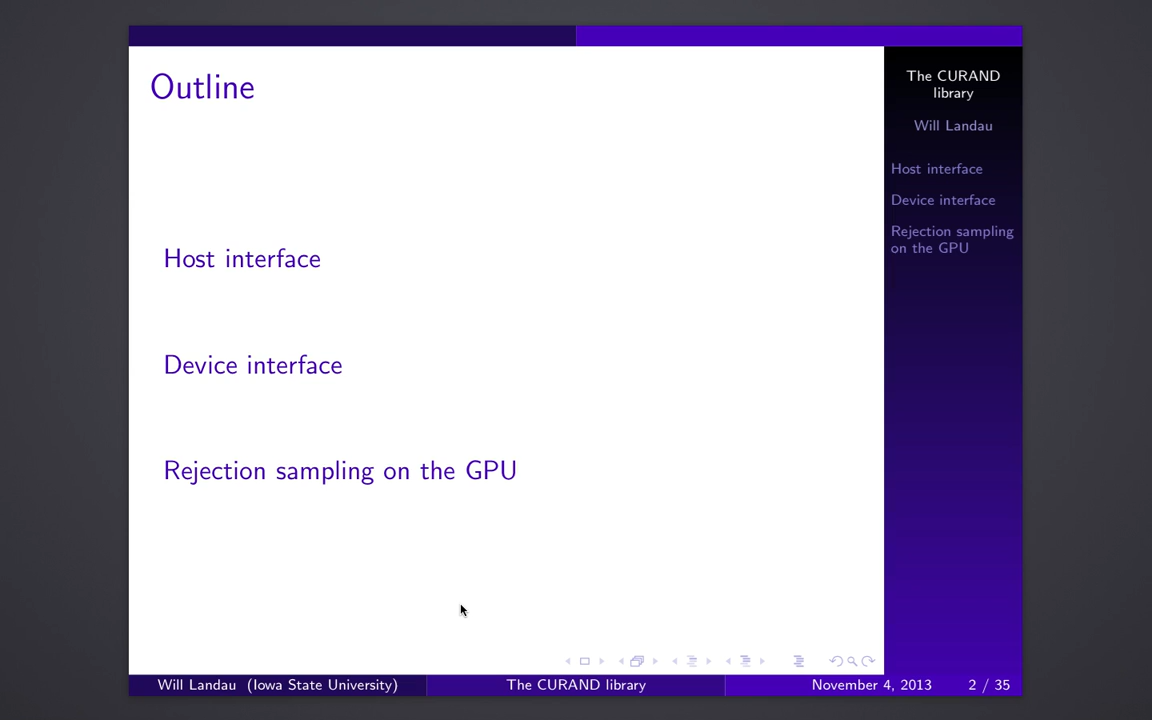 Outline
Host interface
Device interface
Rejection sampling on the GPU
The CURAND
library
Will Landau
Host interface
Device interface
Rejection sampling
on the GPU
Will Landau (Iowa State University)
The CURAND library
November 4, 2013
2 / 35